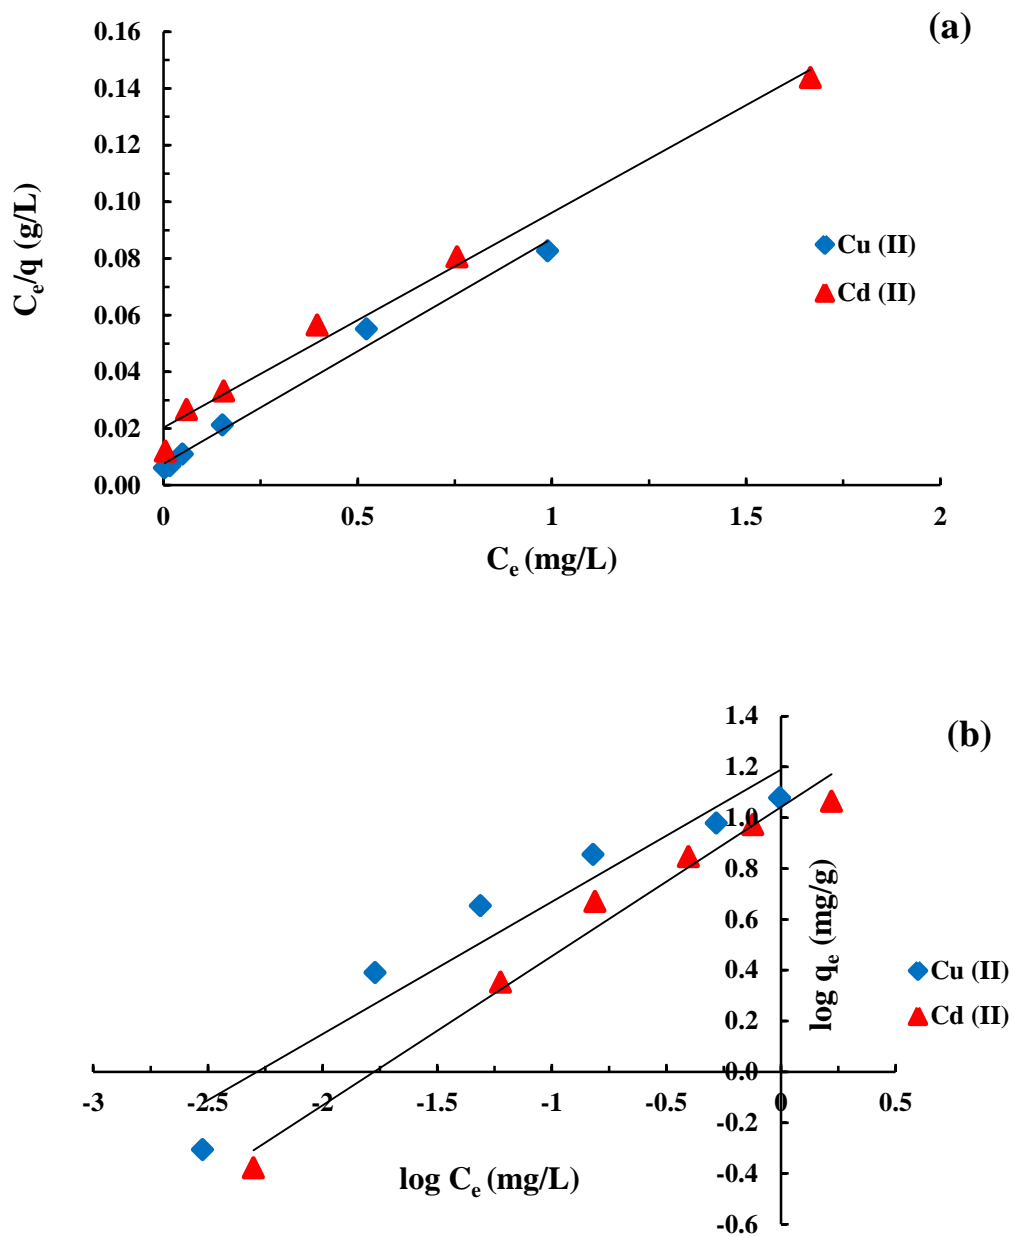 (a)
0.16
0.14
0.12
0.10
0.08
0.06
0.04
0.02
0.00
Ce/q (g/L)
Cu (II)
Cd (II)
0 0.5 1 1.5 2
Ce (mg/L)
(b)
1.4
1.2
1.0
0.8
0.6
0.4
0.2
0.0
-0.2
-0.4
-0.6
log qe (mg/g)
Cu (II)
Cd (II)
-3 -2.5 -2 -1.5 -1 -0.5 0 0.5
log Ce (mg/L)